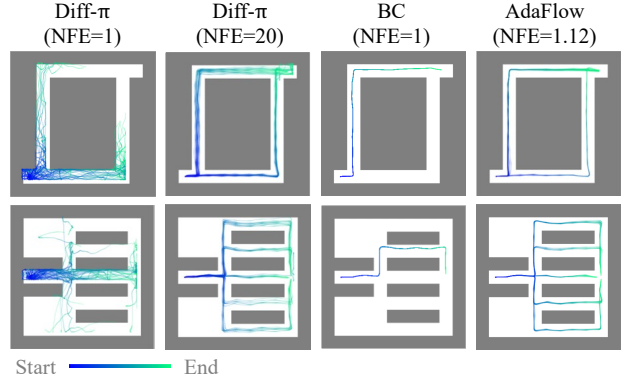 Diff-π Diff-π BC AdaFlow
(NFE=1) (NFE=20) (NFE=1) (NFE=1.12)
Start End